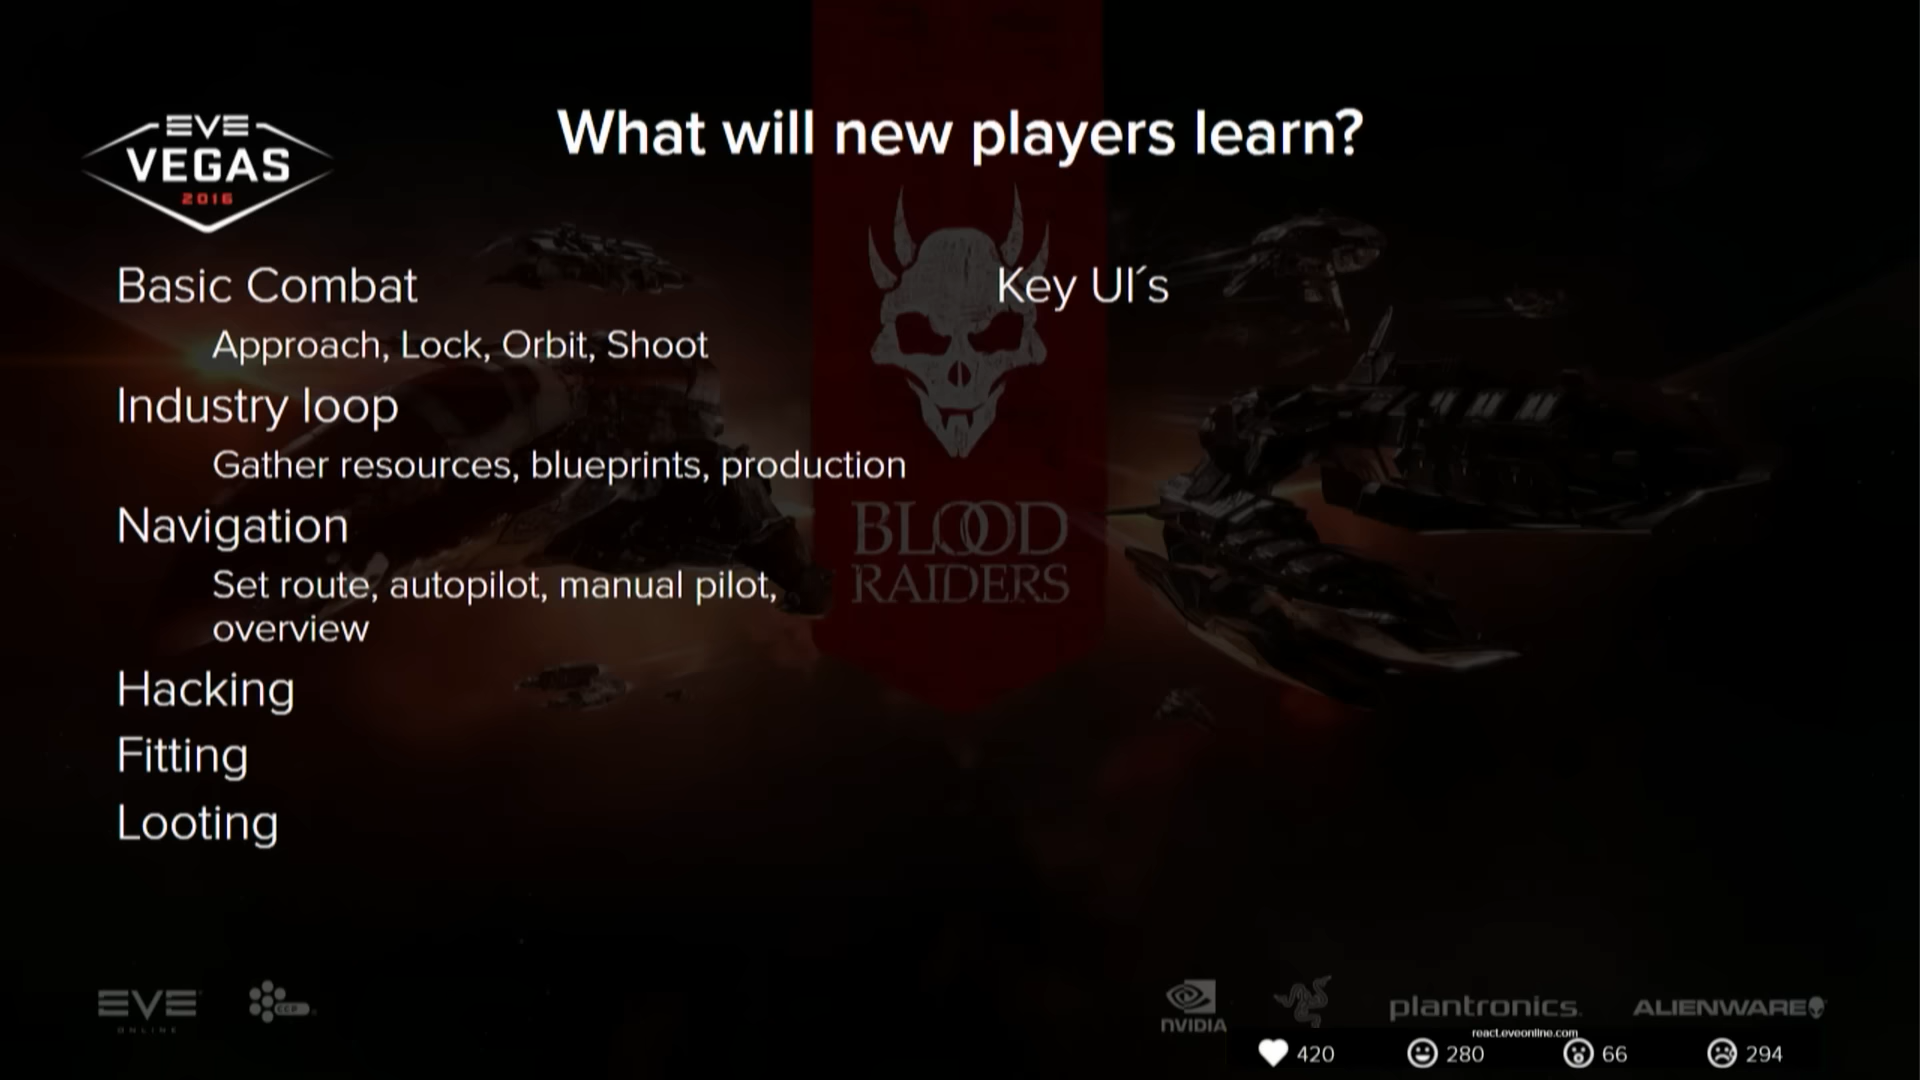 EVE
VEGAS
2016
What will new players learn?
Basic Combat
Approach, Lock, Orbit, Shoot
Industry loop
Gather resources, blueprints, production
Navigation
Set route, autopilot, manual pilot,
overview
Hacking
Fitting
Looting
Key UI´s
BLOOD
RAIDERS
EVE
ONLINE
CCP
NVIDIA
plantronics.
ALIENWARE
react.eveonline.com
420
280
66
294